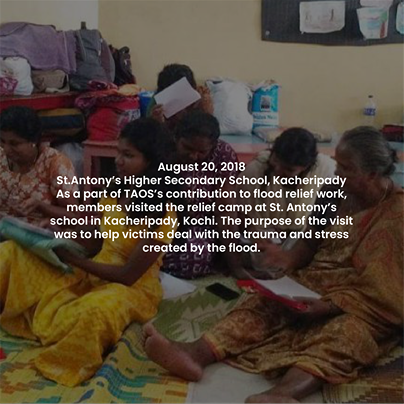 August 20, 2018
St.Antony's Higher Secondary School, Kacheripady
As a part of TAOS's contribution to flood relief work,
members visited the relief camp at St. Antony's
school in Kacheripady, Kochi. The purpose of the visit
was to help victims deal with the trauma and stress
created by the flood.